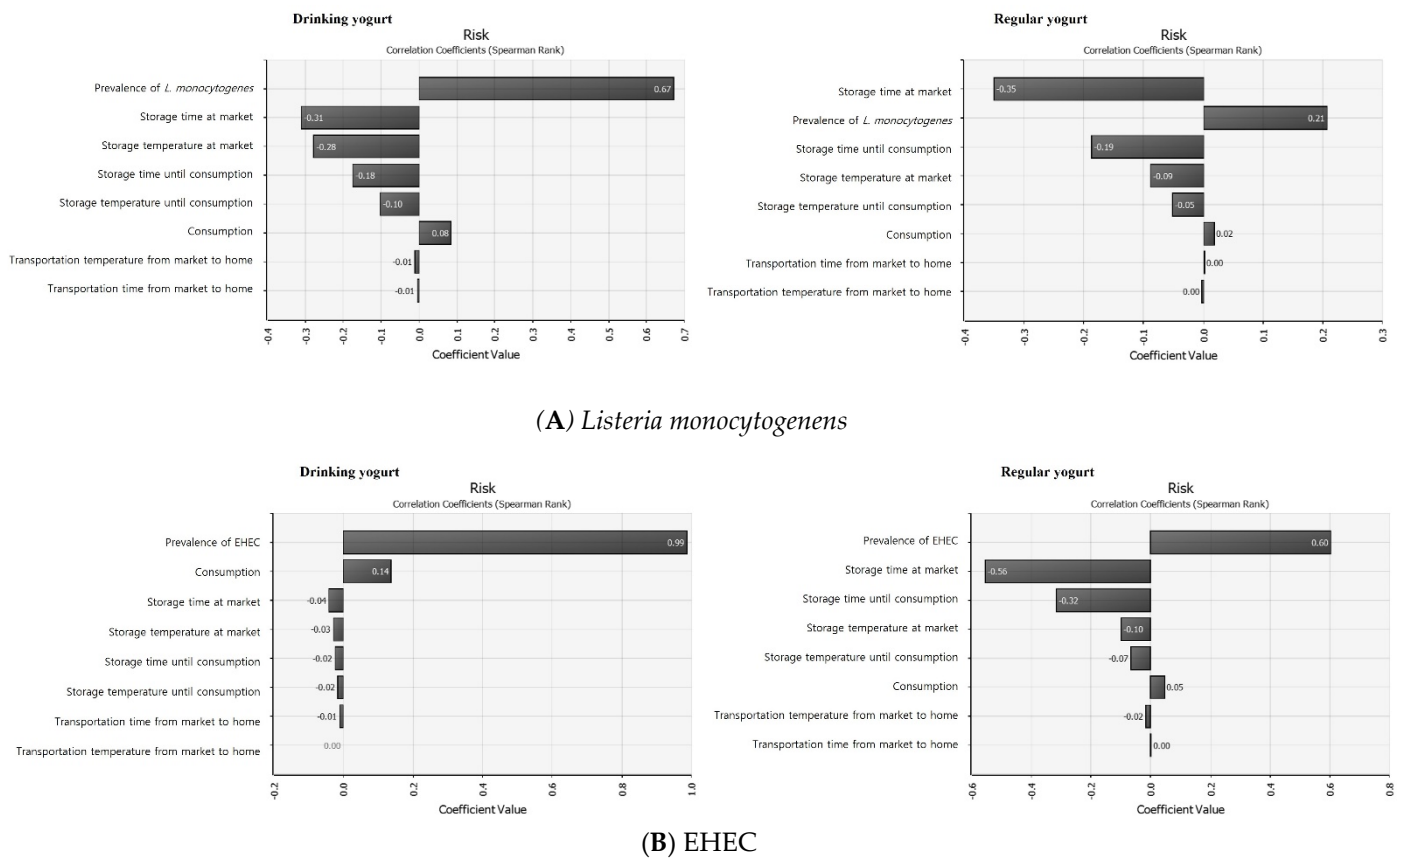 Drinking yogurt
Risk
Correlation Coefficients (Spearman Rank)
Prevalence of L. monocytogenes
0.67
Storage time at market
-0.31
Storage temperature at market
-0.28
Storage time until consumption
-0.18
Storage temperature until consumption
-0.10
Consumption
0.08
Transportation temperature from market to home
-0.01
Transportation time from market to home
-0.01
-0.4
-0.3
-0.2
-0.1
0.0
0.1
0.2
0.3
0.4
0.5
0.6
0.7
Coefficient Value
Regular yogurt
Risk
Correlation Coefficients (Spearman Rank)
Storage time at market
-0.35
Prevalence of L. monocytogenes
0.21
Storage time until consumption
-0.19
Storage temperature at market
-0.09
Storage temperature until consumption
-0.05
Consumption
0.02
Transportation time from market to home
0.00
Transportation temperature from market to home
0.00
-0.4
-0.3
-0.2
-0.1
0.0
0.1
0.2
0.3
Coefficient Value
(A) Listeria monocytogenens
Drinking yogurt
Risk
Correlation Coefficients (Spearman Rank)
Prevalence of EHEC
0.99
Consumption
0.14
Storage time at market
-0.04
Storage temperature at market
-0.03
Storage time until consumption
-0.02
Storage temperature until consumption
-0.02
Transportation time from market to home
-0.01
Transportation temperature from market to home
0.00
-0.2
0.0
0.2
0.4
0.6
0.8
1.0
Coefficient Value
Regular yogurt
Risk
Correlation Coefficients (Spearman Rank)
Prevalence of EHEC
0.60
Storage time at market
-0.56
Storage time until consumption
-0.32
Storage temperature at market
-0.10
Storage temperature until consumption
-0.07
Consumption
0.05
Transportation temperature from market to home
-0.02
Transportation time from market to home
0.00
-0.6
-0.4
-0.2
0.0
0.2
0.4
0.6
0.8
Coefficient Value
(B) EHEC